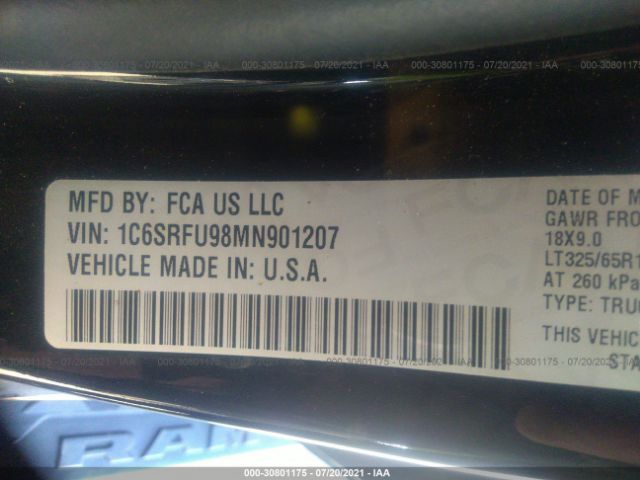 000-30801175 - 07/20/2021 - IAA
MFD BY: FCA US LLC
VIN: 1C6SRFU98MN901207
VEHICLE MADE IN: U.S.A.
DATE OF M
GAWR FRO
18X9.0
LT325/65R1
AT 260 kPa
TYPE: TRU
THIS VEHIC
STA
RAM
000-30801175 - 07/20/2021 - IAA